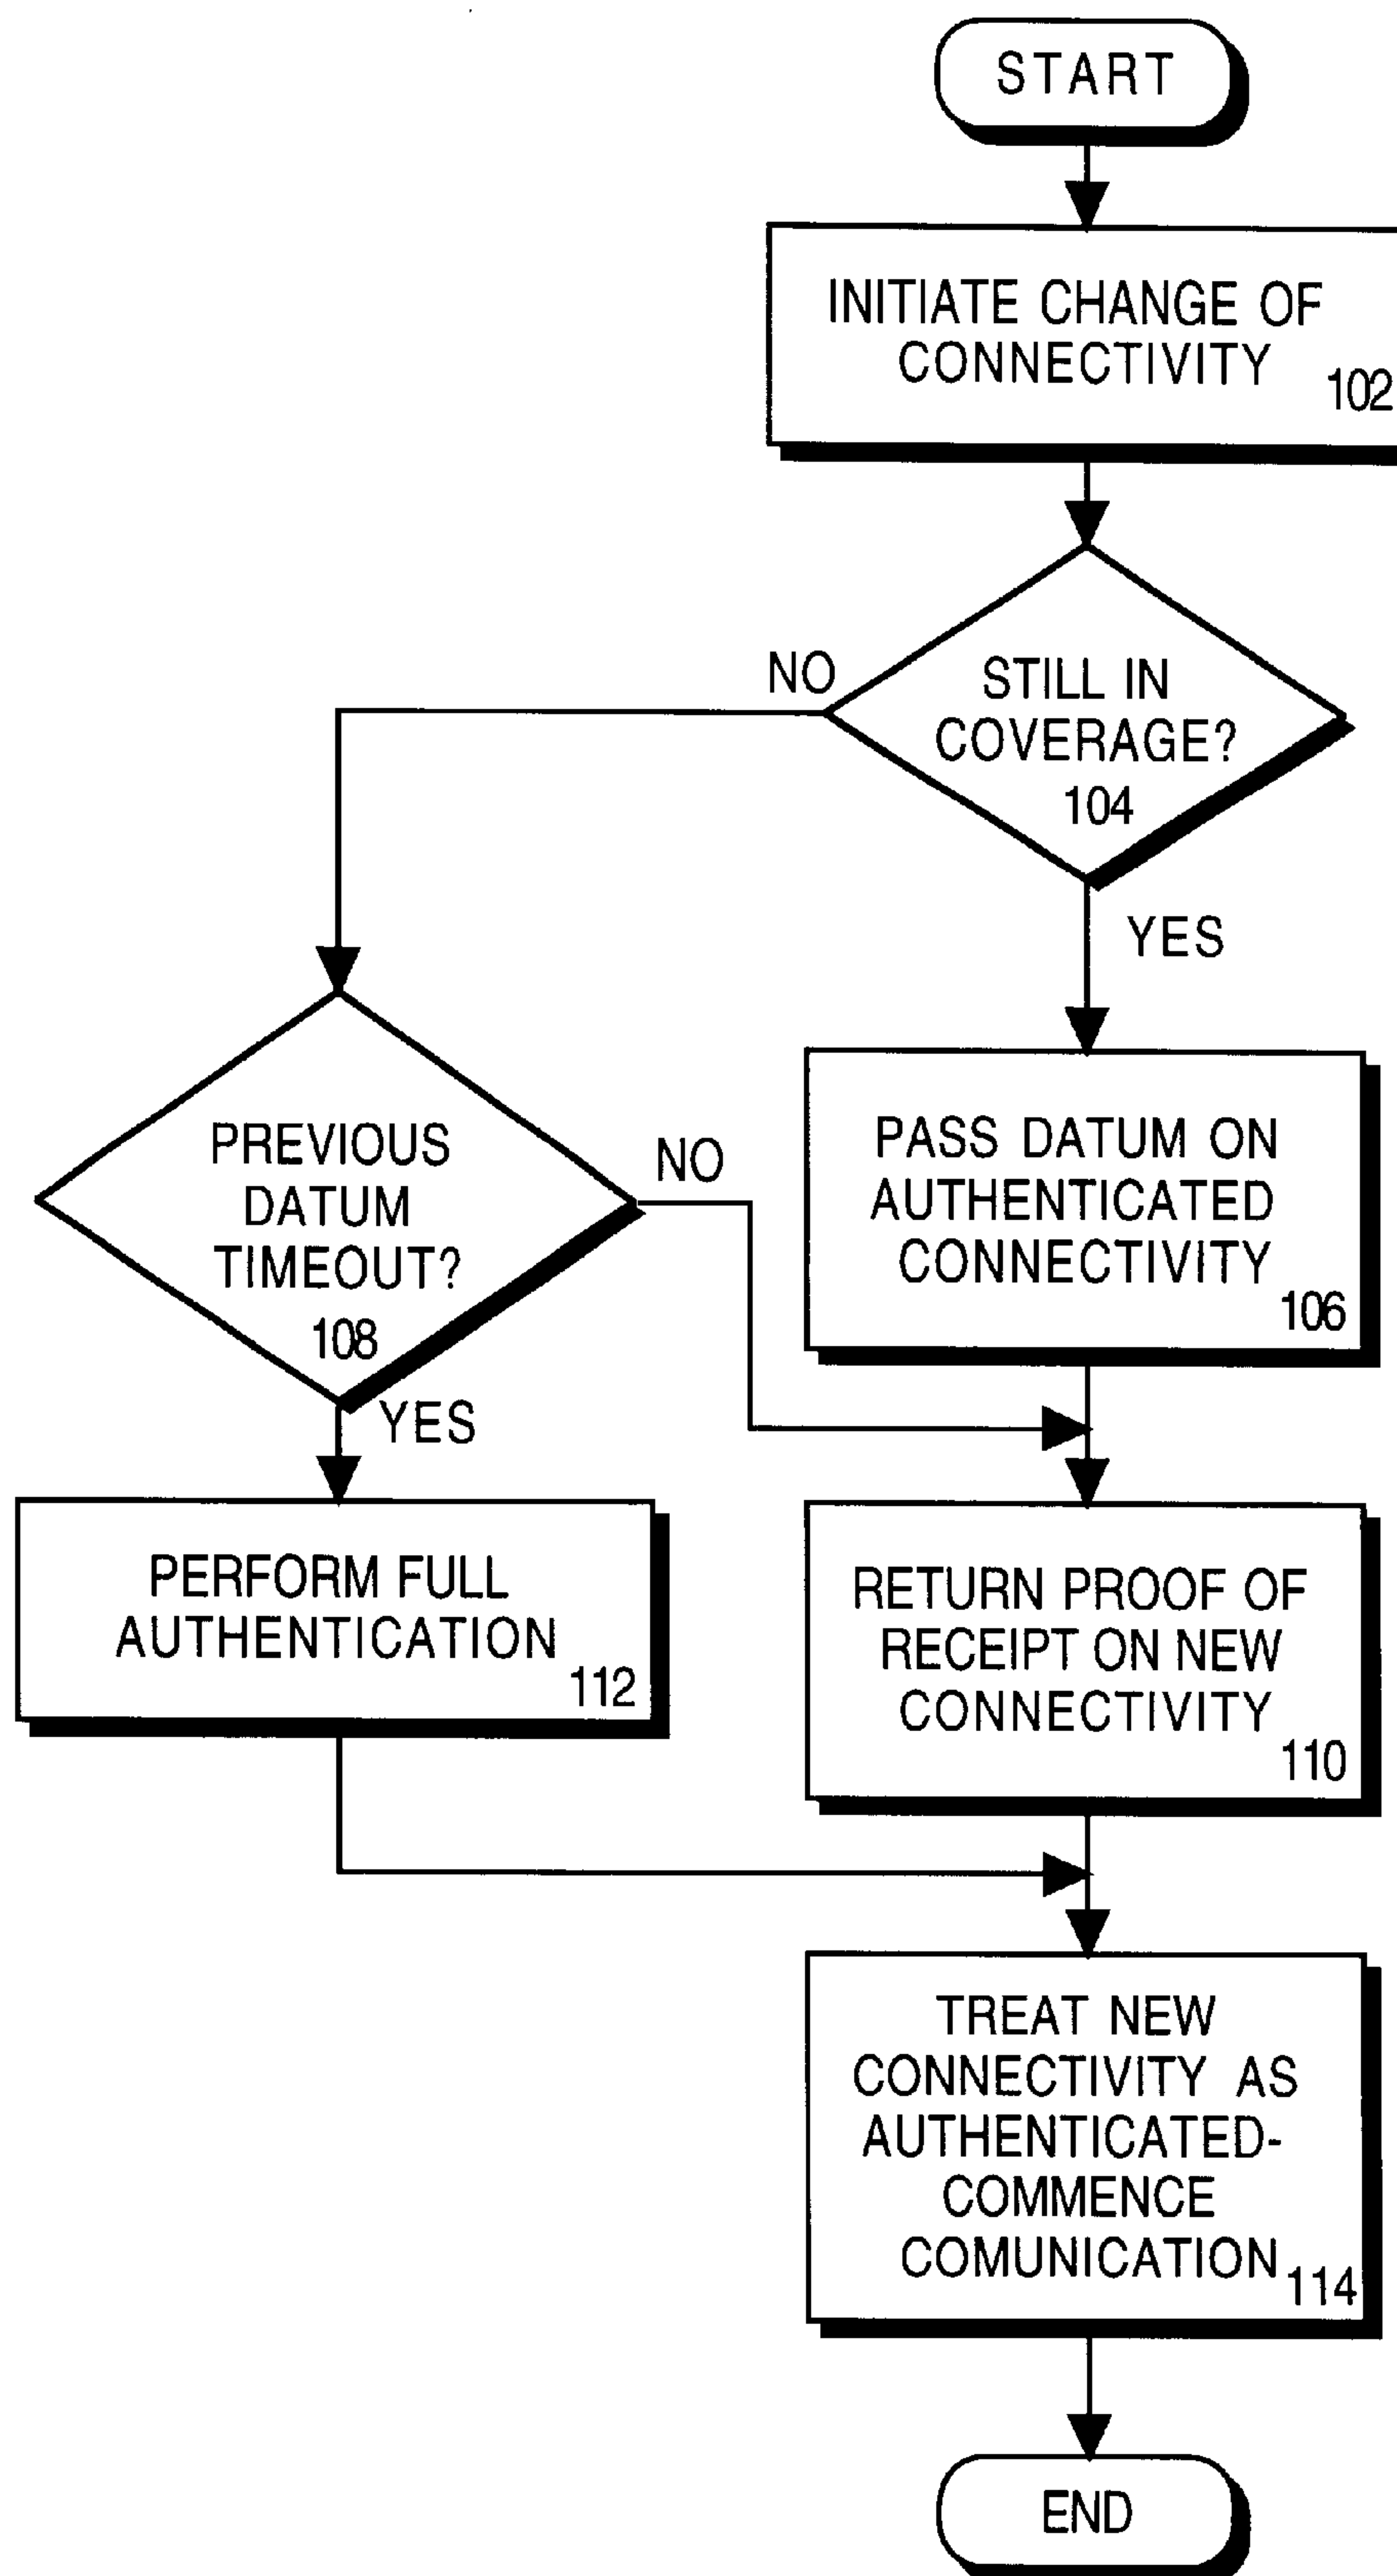 START
INITIATE CHANGE OF
CONNECTIVITY
102
STILL IN
COVERAGE?
104
NO
YES
PREVIOUS
DATUM
TIMEOUT?
108
NO
YES
PASS DATUM ON
AUTHENTICATED
CONNECTIVITY
106
PERFORM FULL
AUTHENTICATION
112
RETURN PROOF OF
RECEIPT ON NEW
CONNECTIVITY
110
TREAT NEW
CONNECTIVITY AS
AUTHENTICATED-
COMMENCE
COMUNICATION
114
END